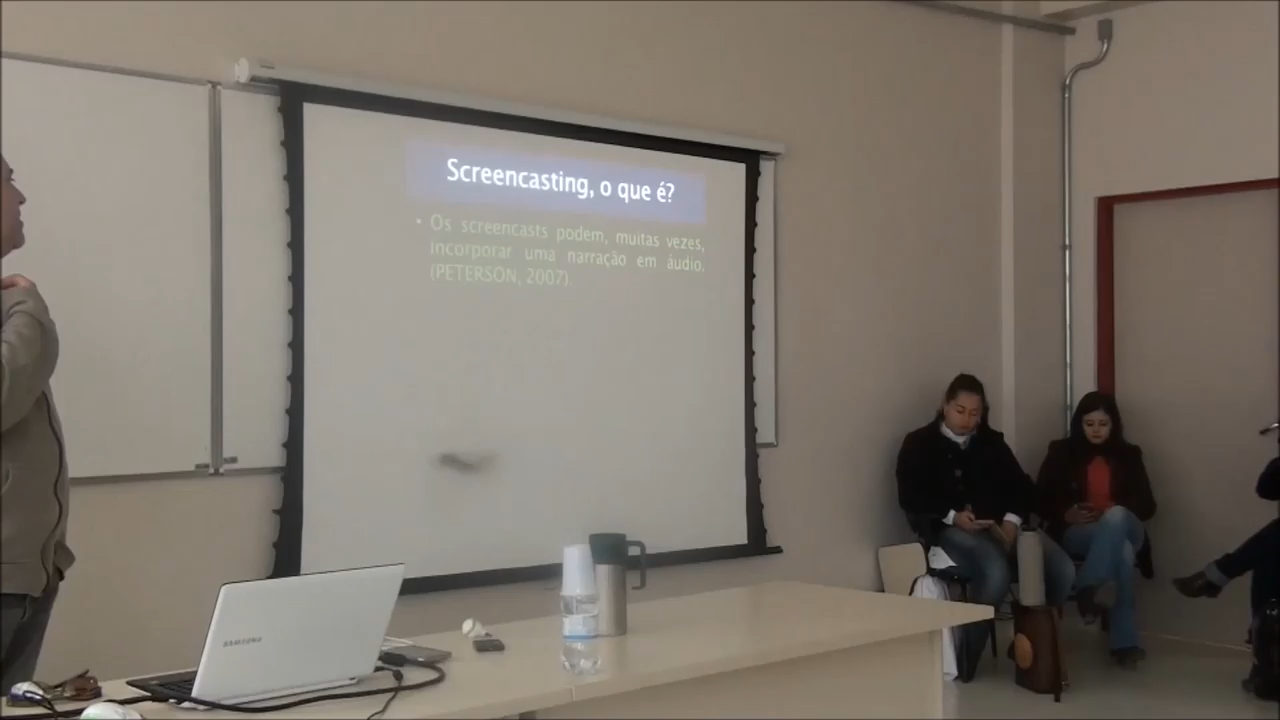 Screencasting, o que é?
• Os screencasts podem, muitas vezes,
incorporar uma narração em áudio.
(PETERSON, 2007).
SAMSUNG